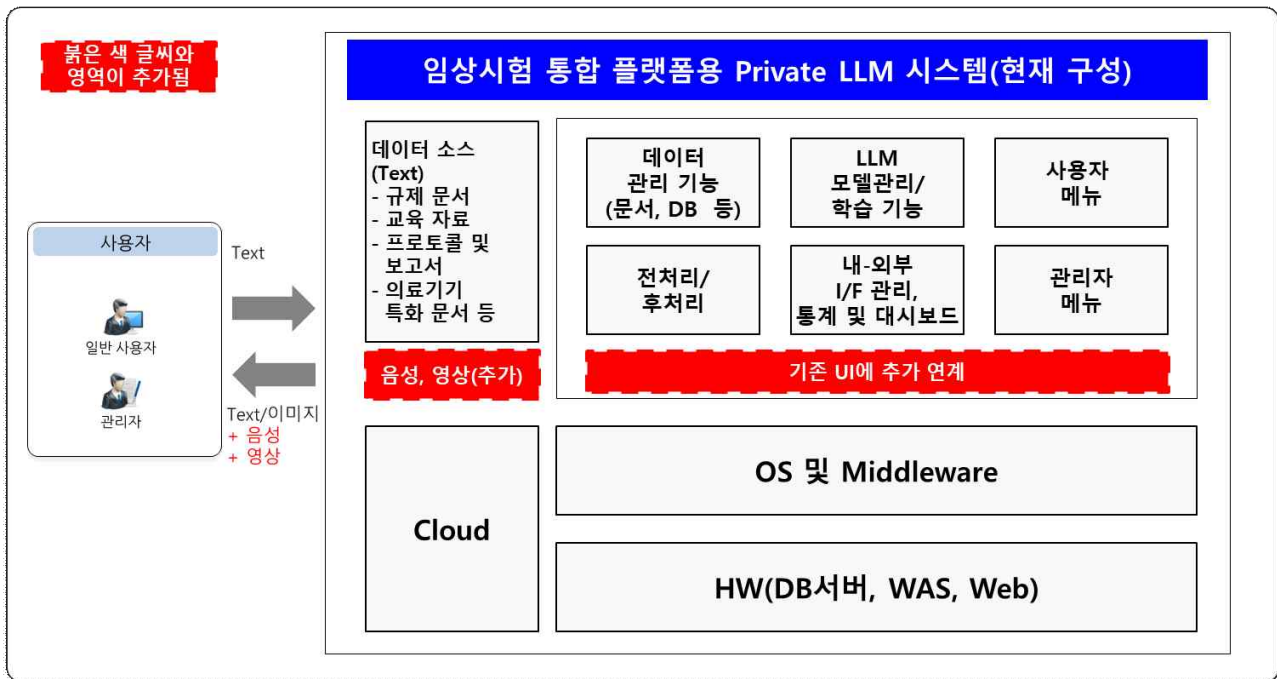 붉은 색 글씨와
영역이 추가됨
임상시험 통합 플랫폼용 Private LLM 시스템(현재 구성)
사용자
일반 사용자
관리자
Text
Text/이미지
+ 음성
+ 영상
데이터 소스
(Text)
- 규제 문서
- 교육 자료
- 프로토콜 및
보고서
- 의료기기
특화 문서 등
음성, 영상(추가)
데이터
관리 기능
(문서, DB 등)
LLM
모델관리/
학습 기능
사용자
메뉴
전처리/
후처리
내-외부
I/F 관리,
통계 및 대시보드
관리자
메뉴
기존 UI에 추가 연계
Cloud
OS 및 Middleware
HW(DB서버, WAS, Web)